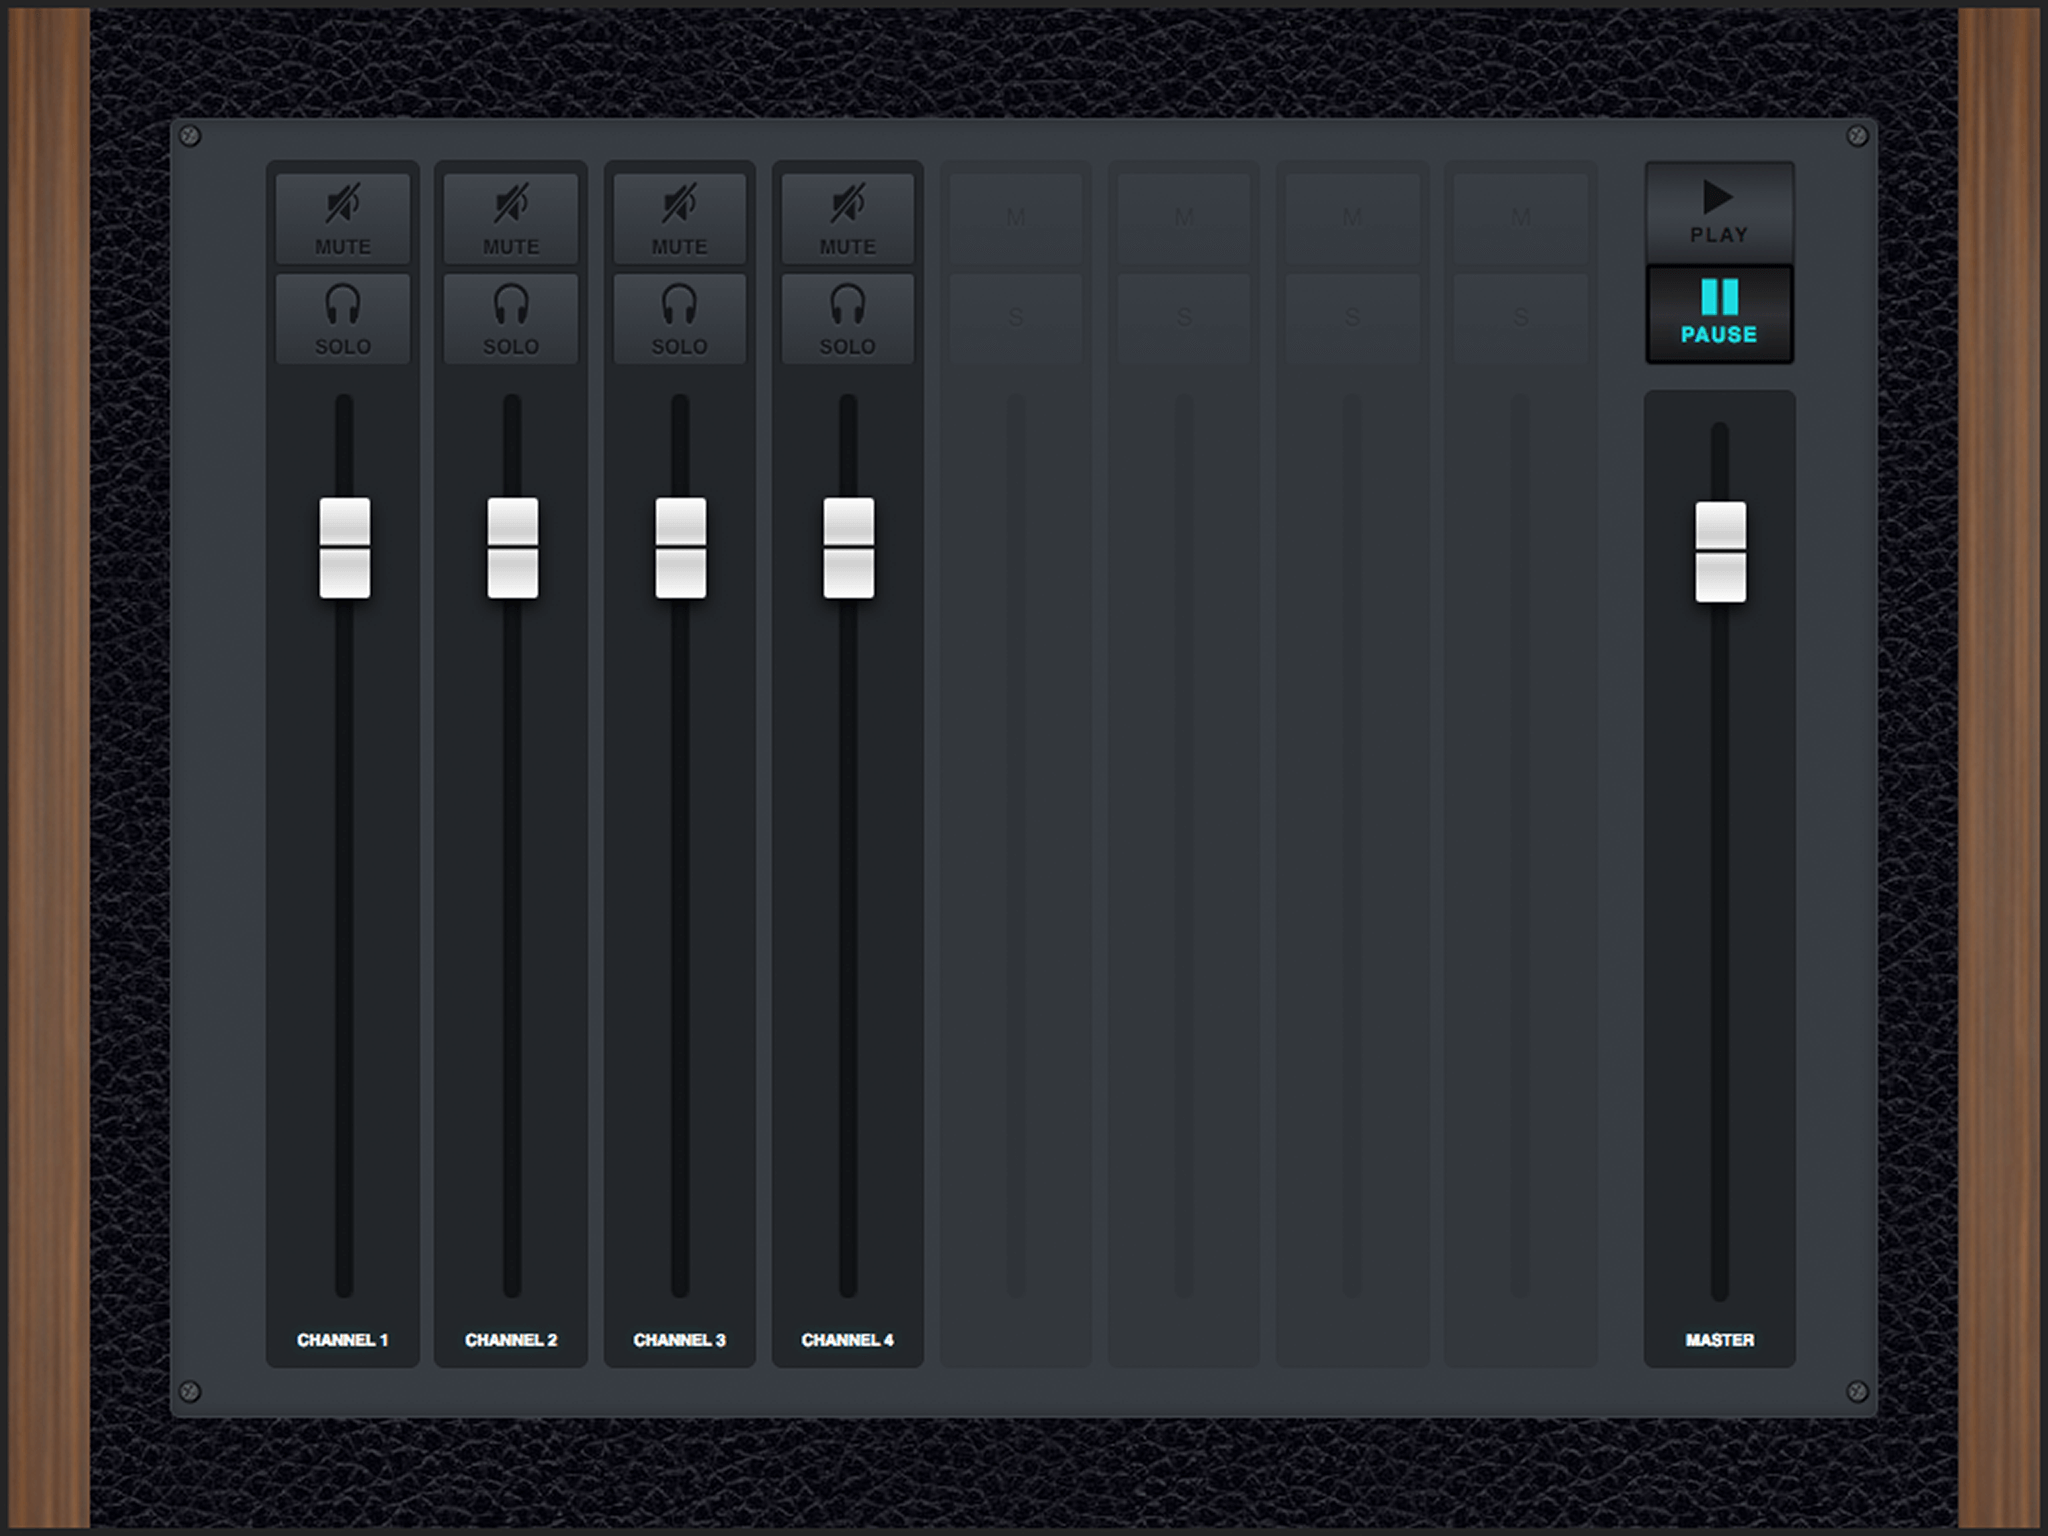 MUTE MUTE MUTE MUTE M M M M PLAY
SOLO SOLO SOLO SOLO S S S S PAUSE
CHANNEL 1 CHANNEL 2 CHANNEL 3 CHANNEL 4 MASTER